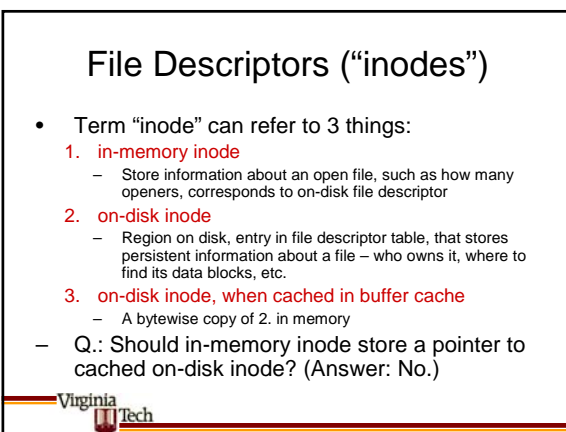 File Descriptors (“inodes”)
• Term “inode” can refer to 3 things:
1. in-memory inode
– Store information about an open file, such as how many
openers, corresponds to on-disk file descriptor
2. on-disk inode
– Region on disk, entry in file descriptor table, that stores
persistent information about a file – who owns it, where to
find its data blocks, etc.
3. on-disk inode, when cached in buffer cache
– A bytewise copy of 2. in memory
– Q.: Should in-memory inode store a pointer to
cached on-disk inode? (Answer: No.)
Virginia
Tech